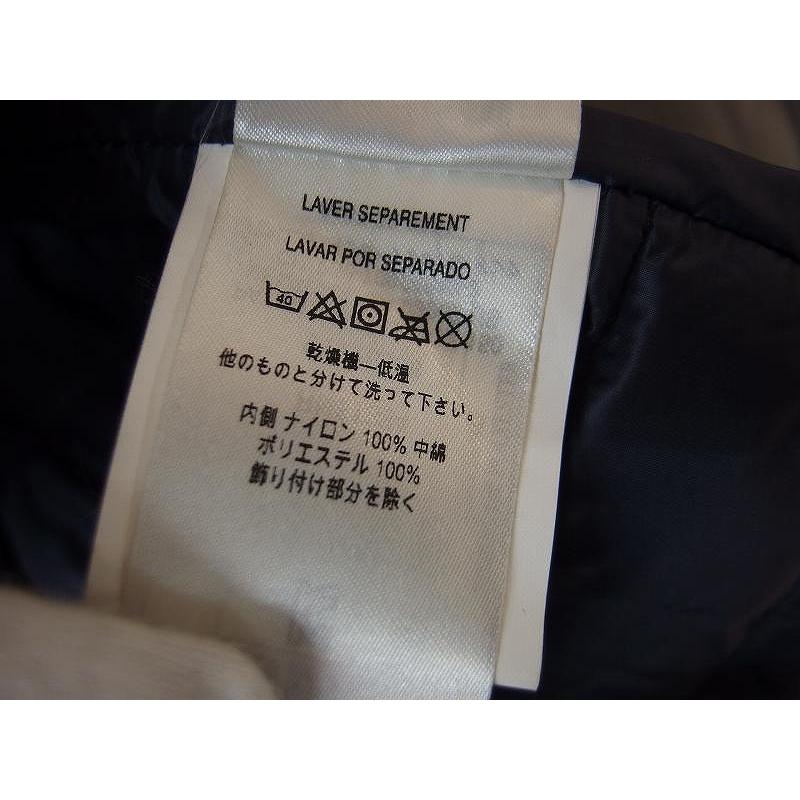 LAVER SEPAREMENT
LAVAR POR SEPARADO
40
乾燥機—低温
他のものと分けて洗って下さい。
内側 ナイロン 100% 中綿
ポリエステル 100%
飾り付け部分を除く